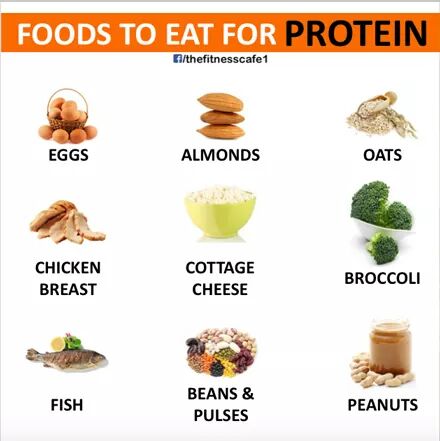 FOODS TO EAT FOR PROTEIN
f/thefitnesscafe1
EGGS
ALMONDS
OATS
CHICKEN
BREAST
COTTAGE
CHEESE
BROCCOLI
FISH
BEANS &
PULSES
PEANUTS